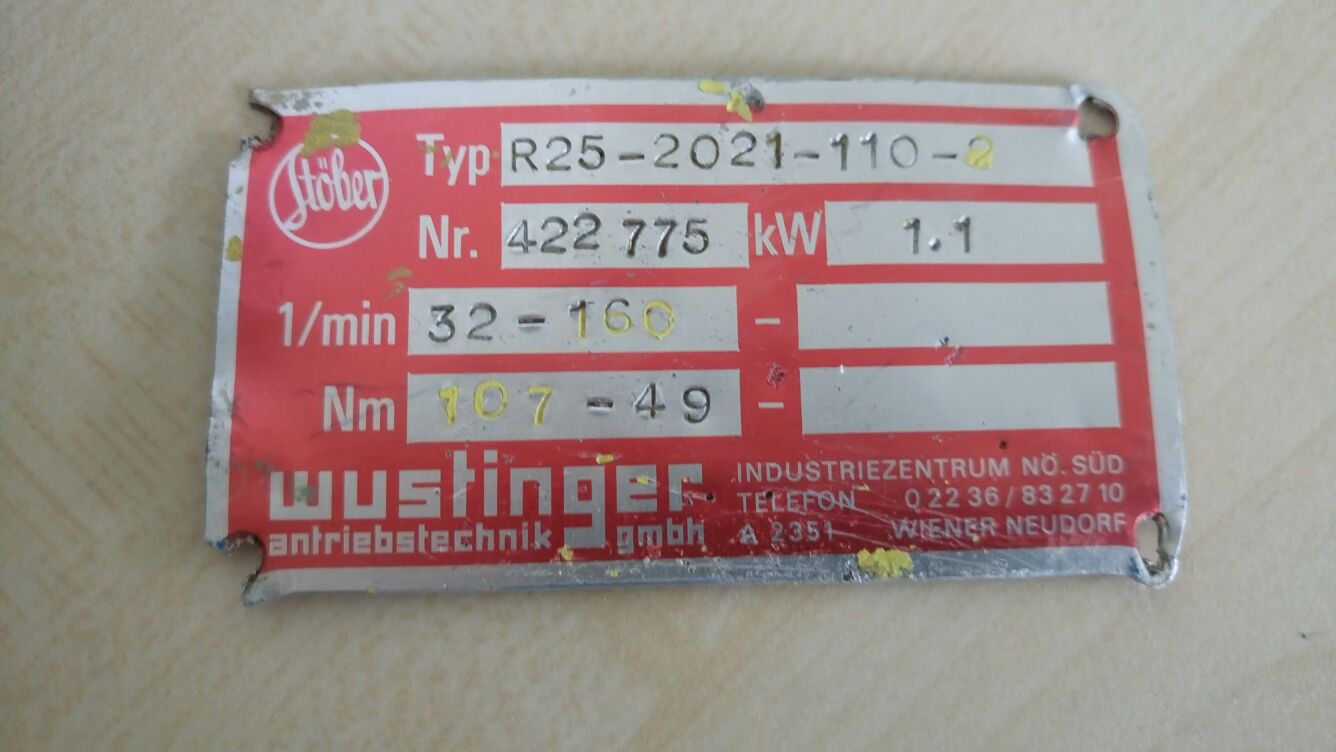 Stöber
Typ R25-2021-110-2
Nr. 422 775 kW 1.1
1/min 32-160 -
Nm 107-49 -
wustinger
antriebstechnik gmbh
INDUSTRIEZENTRUM NÖ. SÜD
TELEFON 0 22 36 / 83 27 10
A 2351 WIENER NEUDORF